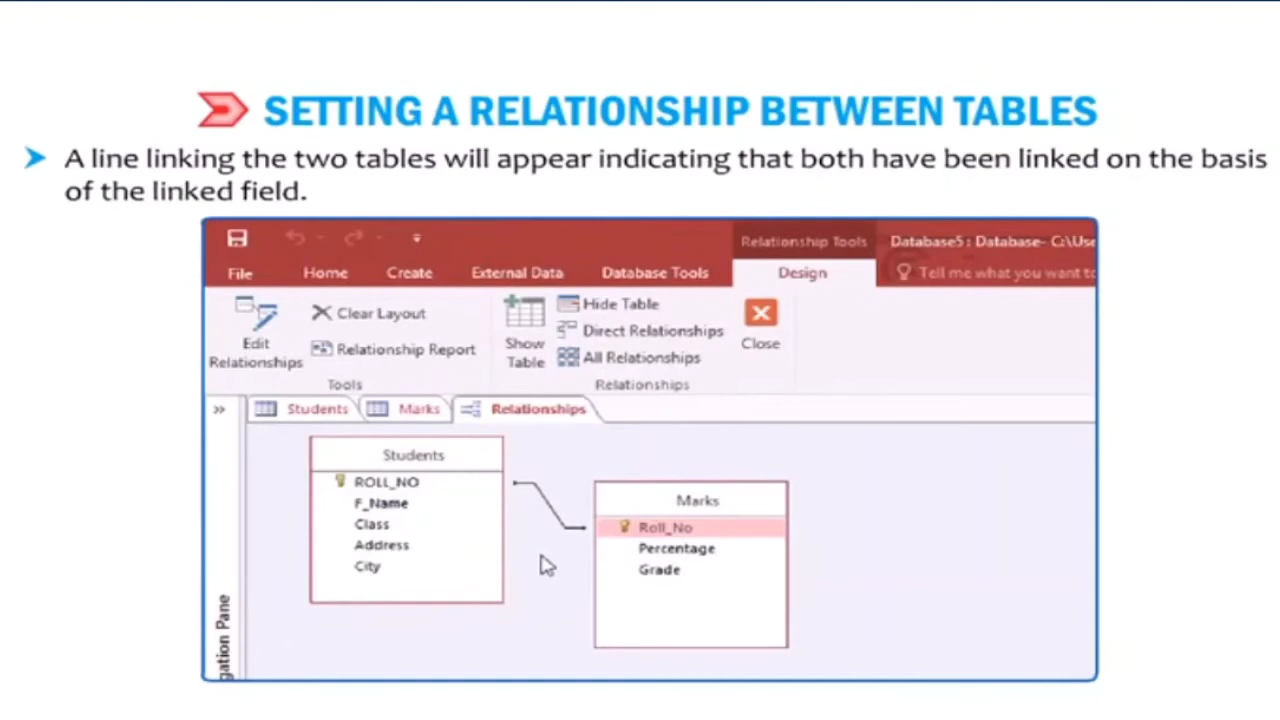 SETTING A RELATIONSHIP BETWEEN TABLES
A line linking the two tables will appear indicating that both have been linked on the basis
of the linked field.
Relationship Tools
Database5 : Database- C:\Use
File
Home
Create
External Data
Database Tools
Design
Tell me what you want to
Edit
Relationships
Clear Layout
Relationship Report
Tools
Show
Table
Hide Table
Direct Relationships
All Relationships
Relationships
Close
Students
Marks
Relationships
Students
ROLL_NO
F_Name
Class
Address
City
Marks
Roll_No
Percentage
Grade
gation Pane